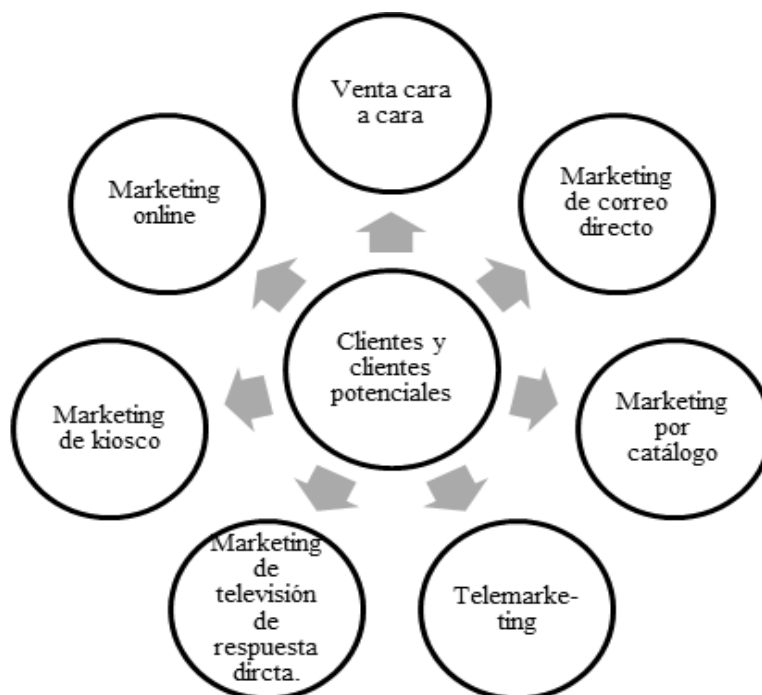 Venta cara
a cara
Marketing
de correo
directo
Marketing
por
catálogo
Telemarke-
ting
Marketing
de
televisión
de
respuesta
dircta.
Marketing
de kiosco
Marketing
online
Clientes y
clientes
potenciales